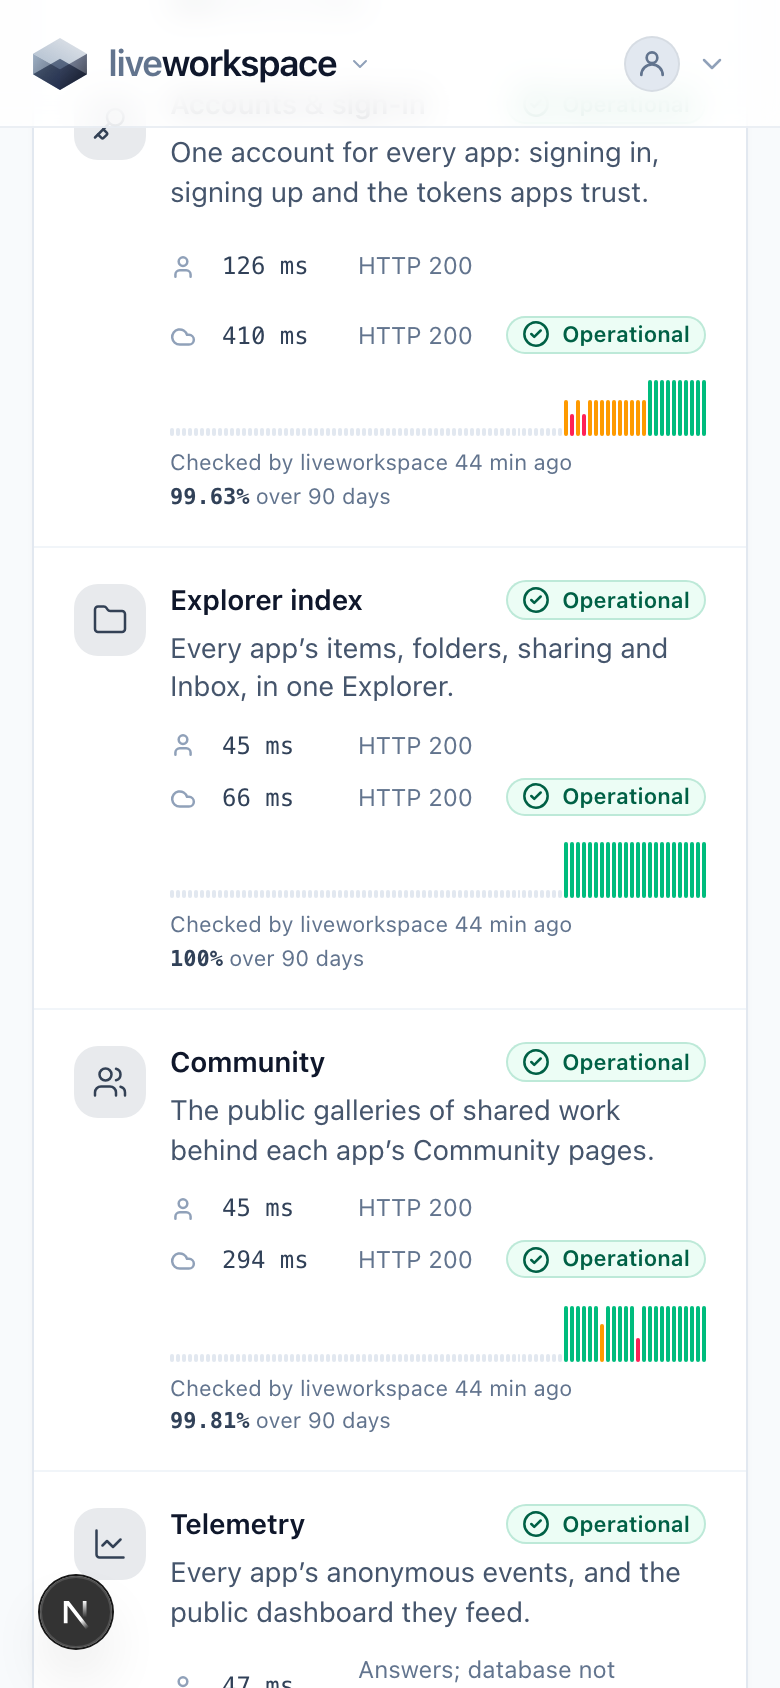 liveworkspace
Accounts & sign-in Operational
One account for every app: signing in,
signing up and the tokens apps trust.
126 ms HTTP 200
410 ms HTTP 200 Operational
Checked by liveworkspace 44 min ago
99.63% over 90 days
Explorer index Operational
Every app’s items, folders, sharing and
Inbox, in one Explorer.
45 ms HTTP 200
66 ms HTTP 200 Operational
Checked by liveworkspace 44 min ago
100% over 90 days
Community Operational
The public galleries of shared work
behind each app’s Community pages.
45 ms HTTP 200
294 ms HTTP 200 Operational
Checked by liveworkspace 44 min ago
99.81% over 90 days
Telemetry Operational
Every app’s anonymous events, and the
public dashboard they feed.
N
Answers; database not
47 ms